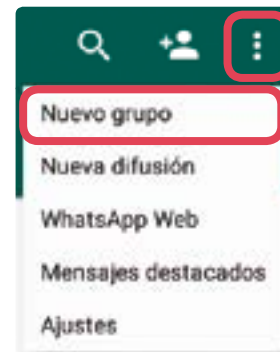 Nuevo grupo
Nueva difusión
WhatsApp Web
Mensajes destacados
Ajustes